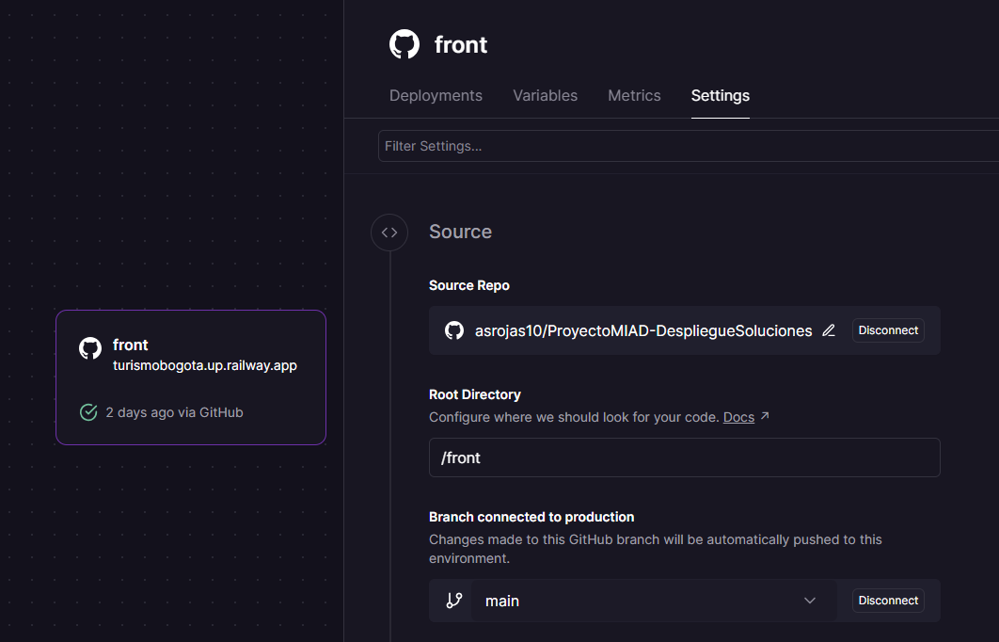 front
Deployments Variables Metrics Settings
Filter Settings...
Source
Source Repo
asrojas10/ProyectoMIAD-DespliegueSoluciones Disconnect
front
turismobogota.up.railway.app
2 days ago via GitHub
Root Directory
Configure where we should look for your code. Docs ↗
/front
Branch connected to production
Changes made to this GitHub branch will be automatically pushed to this
environment.
main Disconnect